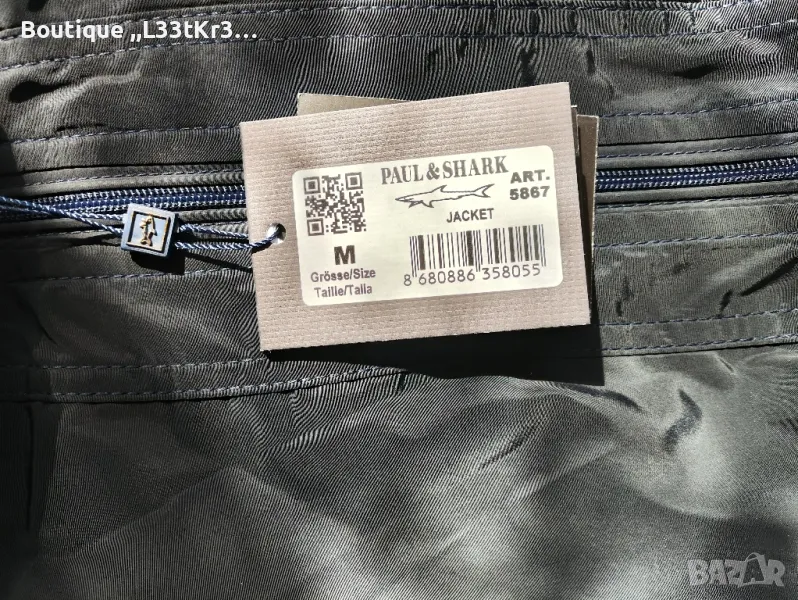 Boutique „L33tKr3...
PAUL & SHARK
ART.
5867
JACKET
M
Grösse/Size
Taille/Talla
8 680886 358055
BAZAR